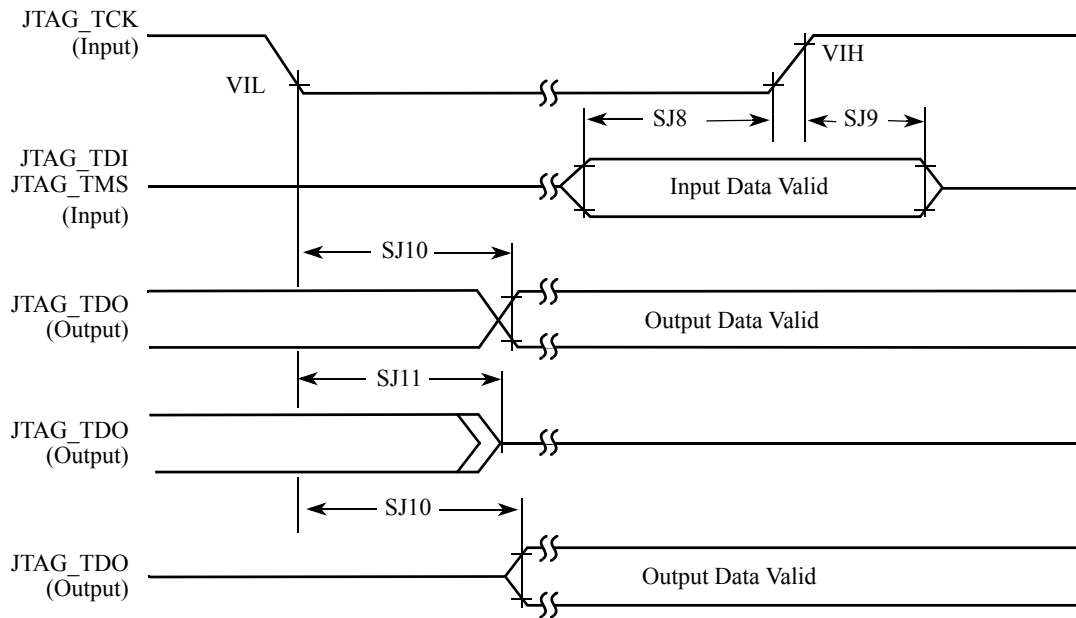 JTAG_TCK
(Input)
VIL
VIH
SJ8
SJ9
JTAG_TDI
JTAG_TMS
(Input)
Input Data Valid
SJ10
JTAG_TDO
(Output)
Output Data Valid
SJ11
JTAG_TDO
(Output)
SJ10
JTAG_TDO
(Output)
Output Data Valid